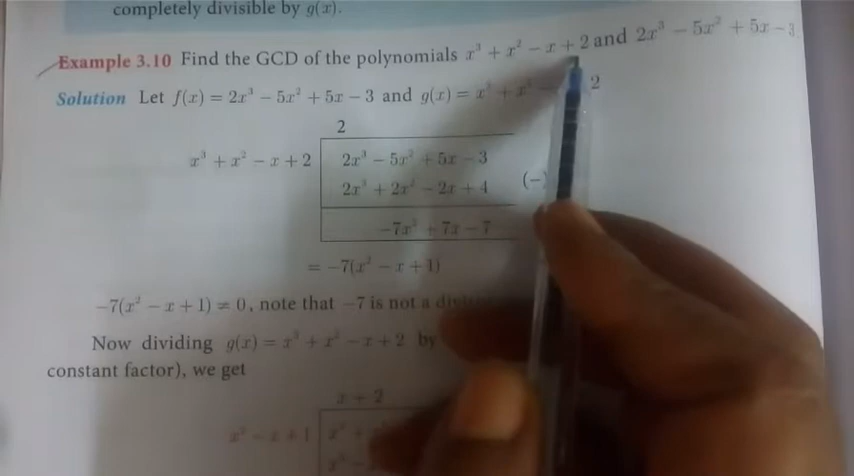 completely divisible by g(x).
Example 3.10 Find the GCD of the polynomials x³ + x² − x + 2 and 2x³ − 5x² + 5x − 3
Solution Let f(x) = 2x³ − 5x² + 5x − 3 and g(x) = x³ + x² − 2
2
x³ + x² − x + 2 2x³ − 5x² + 5x − 3
2x³ + 2x² − 2x + 4 (−)
−7x² + 7x − 7
= −7(x² − x + 1)
−7(x² − x + 1) ≠ 0, note that −7 is not a
Now dividing g(x) = x³ + x² − x + 2 by
constant factor), we get
x + 2
x² − x + 1 x³ +